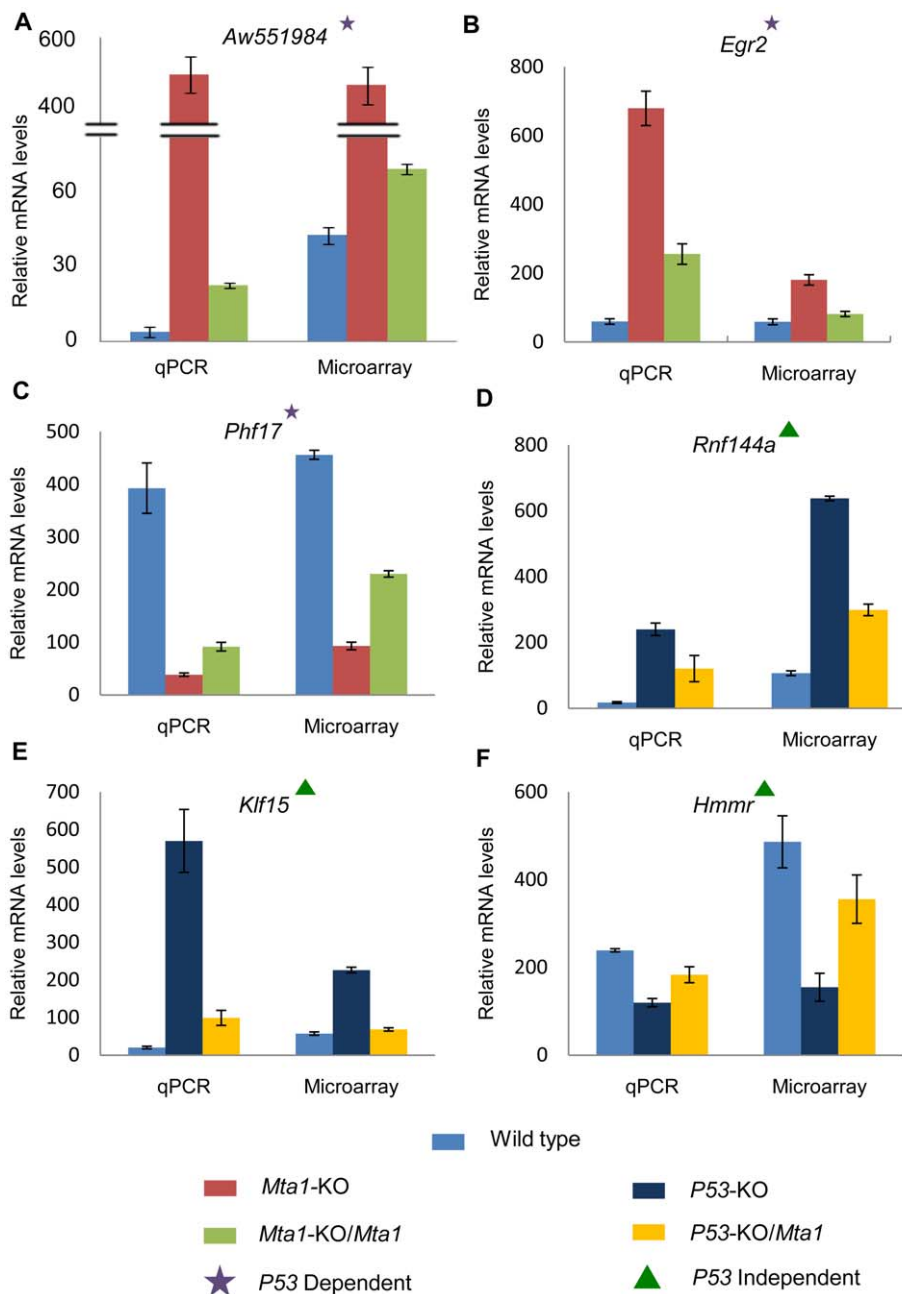 A
Aw551984
Relative mRNA levels
600
400
60
30
0
qPCR
Microarray
B
Egr2
Relative mRNA levels
800
600
400
200
0
qPCR
Microarray
C
Phf17
Relative mRNA levels
500
400
300
200
100
0
qPCR
Microarray
D
Rnf144a
Relative mRNA levels
800
600
400
200
0
qPCR
Microarray
E
Klf15
Relative mRNA levels
700
600
500
400
300
200
100
0
qPCR
Microarray
F
Hmmr
Relative mRNA levels
600
400
200
0
qPCR
Microarray
Wild type
Mta1-KO
P53-KO
Mta1-KO/Mta1
P53-KO/Mta1
P53 Dependent
P53 Independent